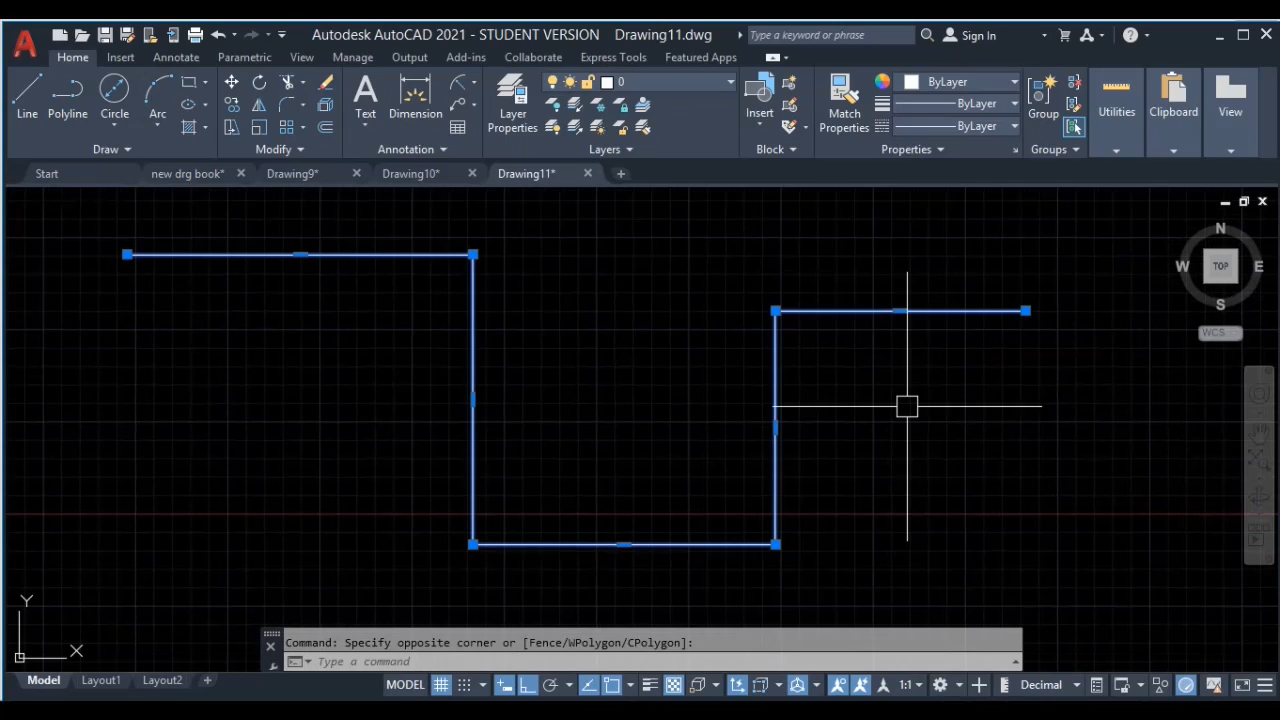 Autodesk AutoCAD 2021 - STUDENT VERSION Drawing11.dwg
Type a keyword or phrase
Sign In
Home Insert Annotate Parametric View Manage Output Add-ins Collaborate Express Tools Featured Apps
Line Polyline Circle Arc
Draw
Modify
Text Dimension
Annotation
Layer Properties
0
Layers
Insert
Block
Match Properties
ByLayer
ByLayer
ByLayer
Properties
Group
Groups
Utilities
Clipboard
View
Start new drg book* Drawing9* Drawing10* Drawing11*
N
W TOP E
S
WCS
Y
X
Command: Specify opposite corner or [Fence/WPolygon/CPolygon]:
Type a command
Model Layout1 Layout2
MODEL
1:1
Decimal